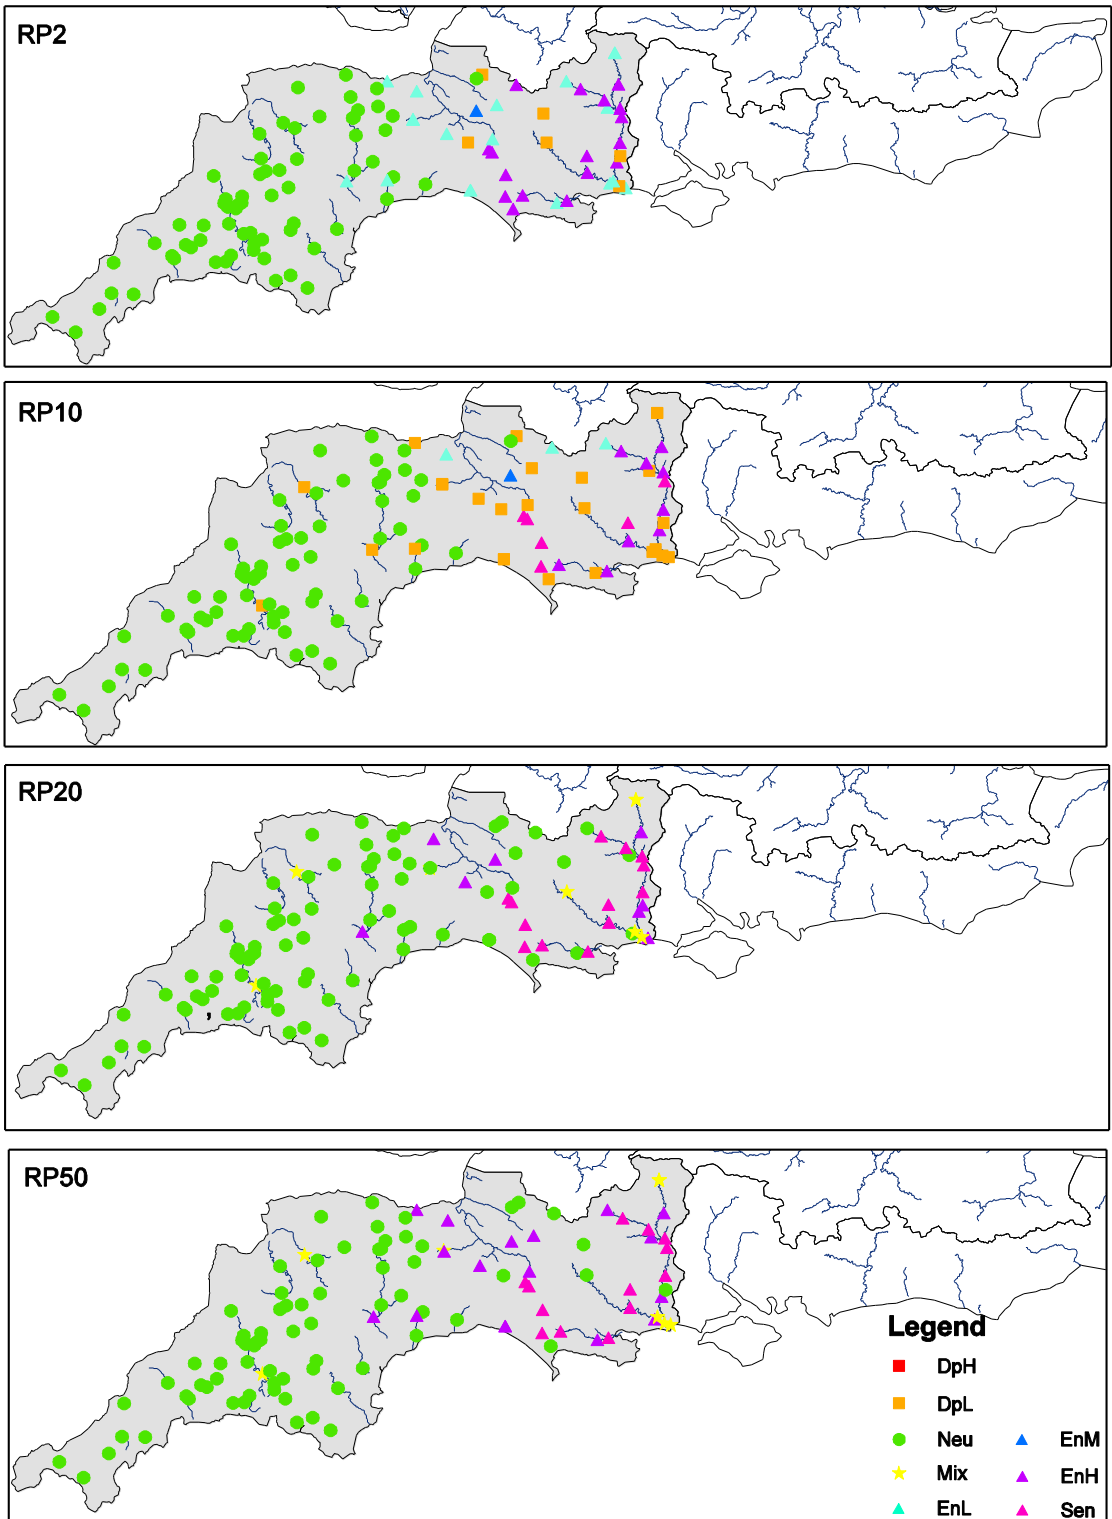 RP2
RP10
RP20
,
RP50
Legend
DpH
DpL
Neu
EnM
Mix
EnH
EnL
Sen